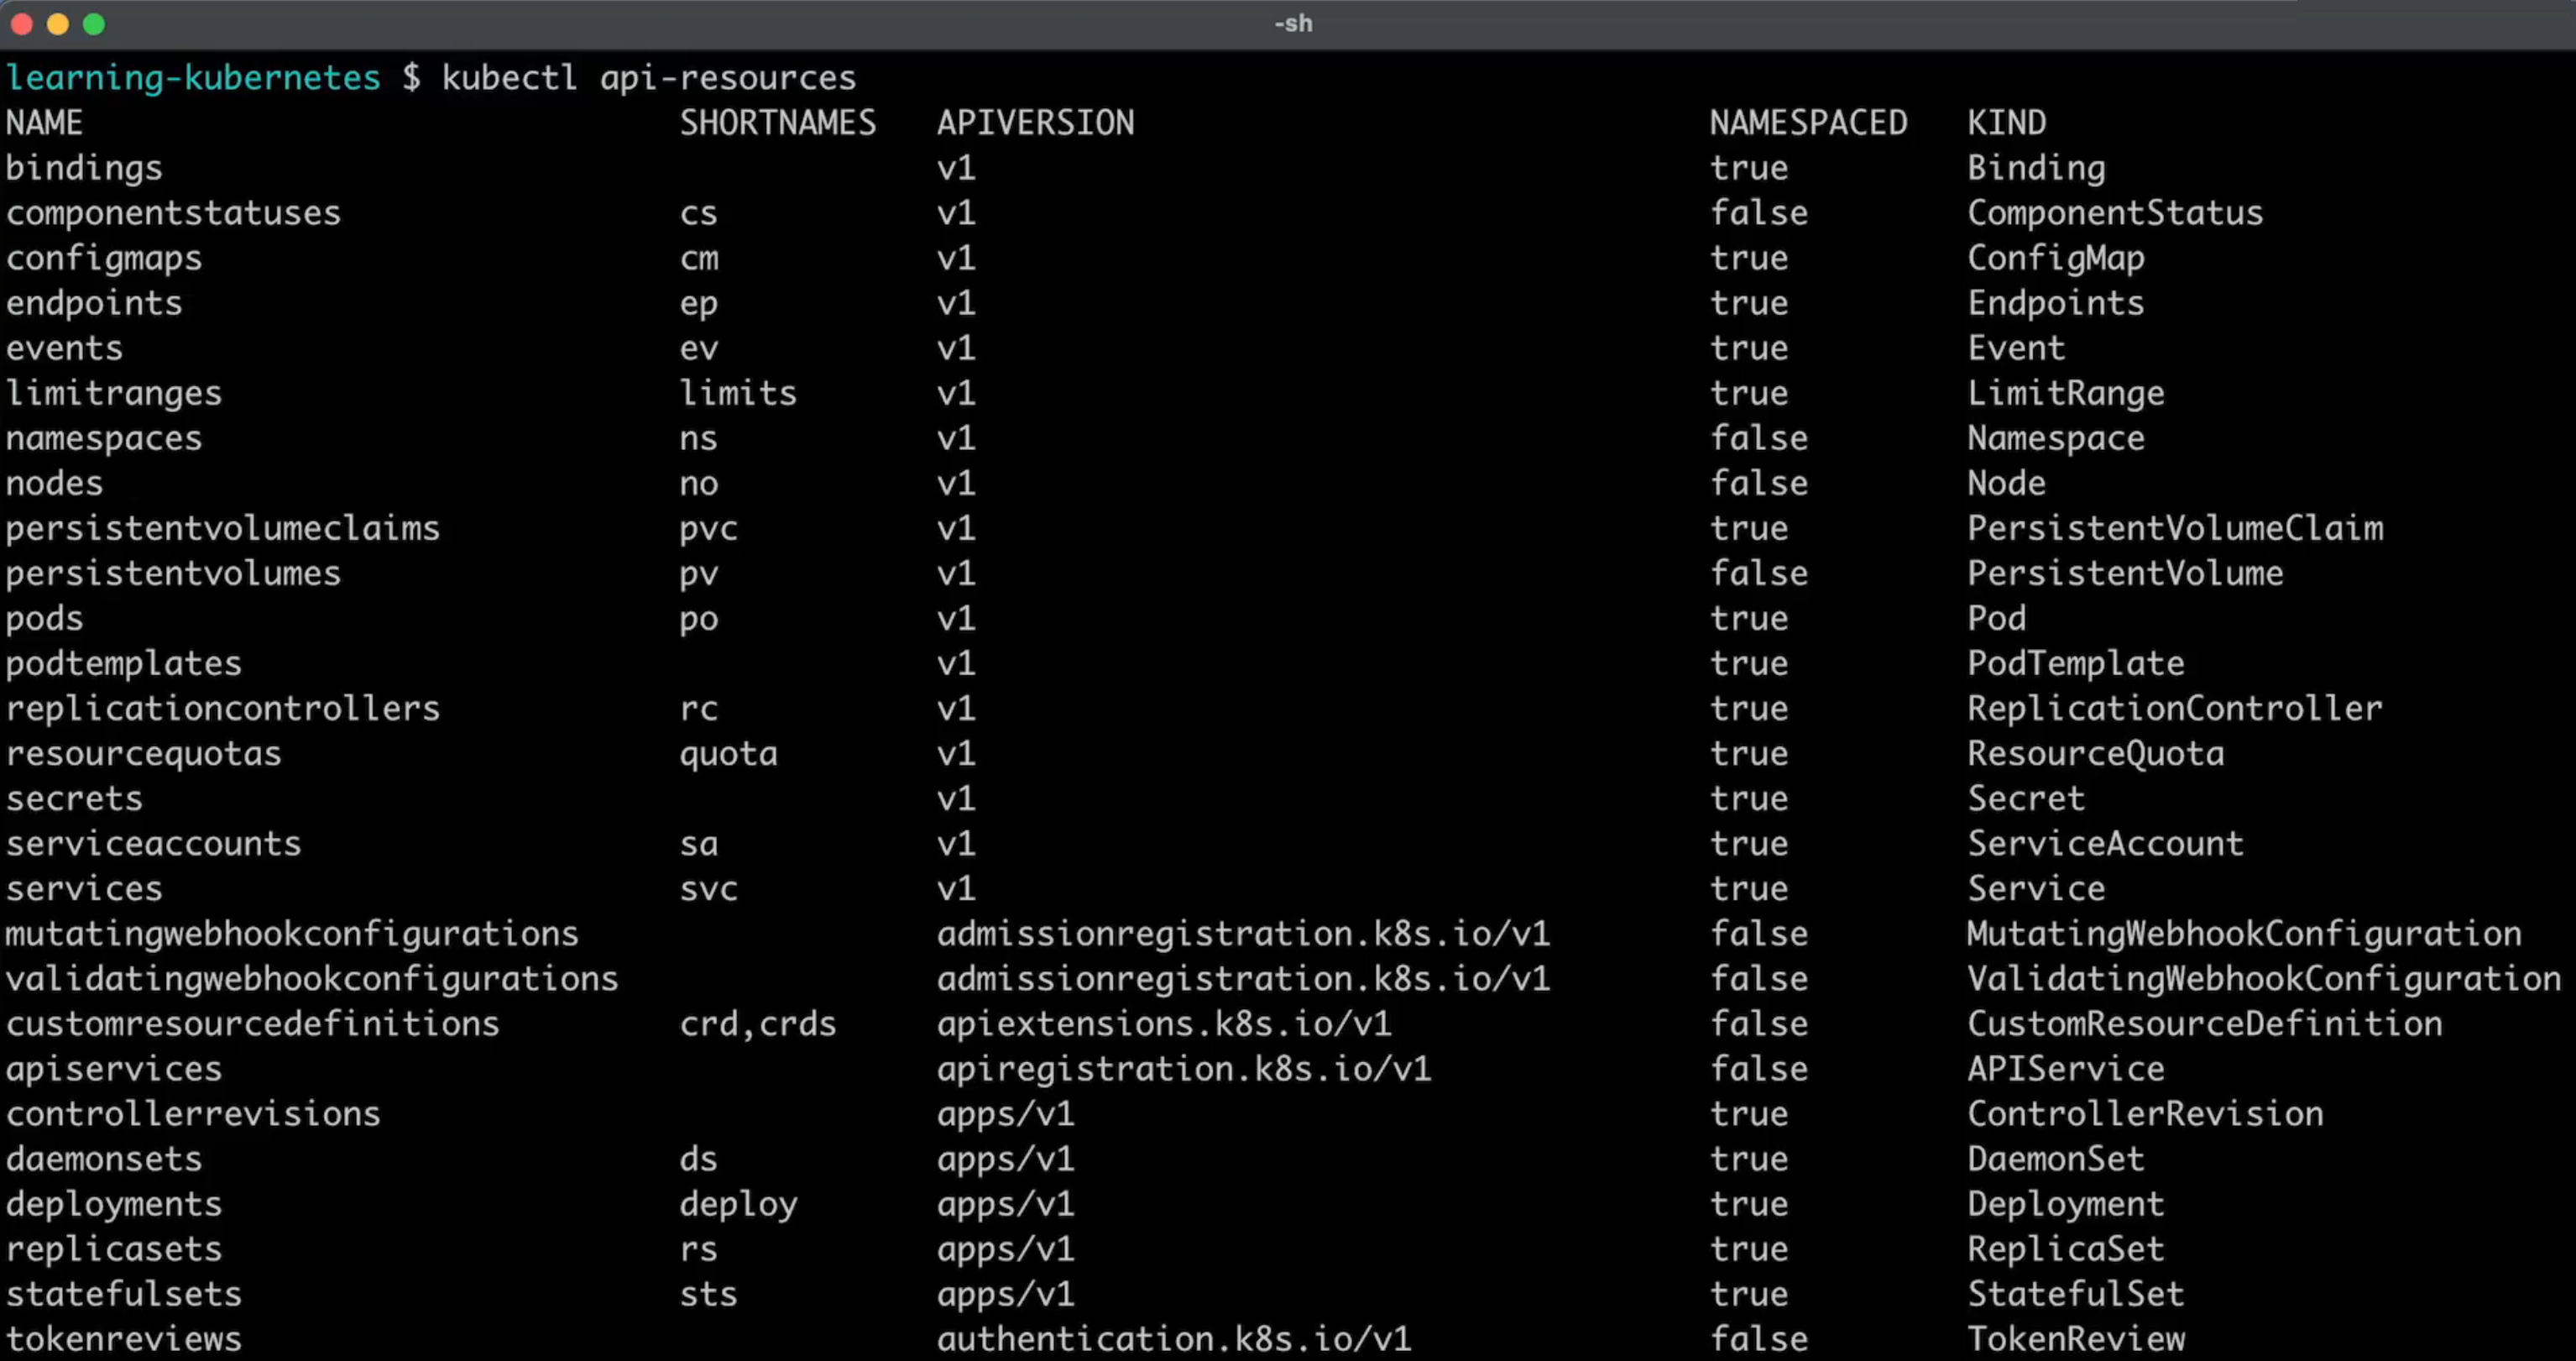 -sh
learning-kubernetes $ kubectl api-resources
NAME SHORTNAMES APIVERSION NAMESPACED KIND
bindings v1 true Binding
componentstatuses cs v1 false ComponentStatus
configmaps cm v1 true ConfigMap
endpoints ep v1 true Endpoints
events ev v1 true Event
limitranges limits v1 true LimitRange
namespaces ns v1 false Namespace
nodes no v1 false Node
persistentvolumeclaims pvc v1 true PersistentVolumeClaim
persistentvolumes pv v1 false PersistentVolume
pods po v1 true Pod
podtemplates v1 true PodTemplate
replicationcontrollers rc v1 true ReplicationController
resourcequotas quota v1 true ResourceQuota
secrets v1 true Secret
serviceaccounts sa v1 true ServiceAccount
services svc v1 true Service
mutatingwebhookconfigurations admissionregistration.k8s.io/v1 false MutatingWebhookConfiguration
validatingwebhookconfigurations admissionregistration.k8s.io/v1 false ValidatingWebhookConfiguration
customresourcedefinitions crd,crds apiextensions.k8s.io/v1 false CustomResourceDefinition
apiservices apiregistration.k8s.io/v1 false APIService
controllerrevisions apps/v1 true ControllerRevision
daemonsets ds apps/v1 true DaemonSet
deployments deploy apps/v1 true Deployment
replicasets rs apps/v1 true ReplicaSet
statefulsets sts apps/v1 true StatefulSet
tokenreviews authentication.k8s.io/v1 false TokenReview